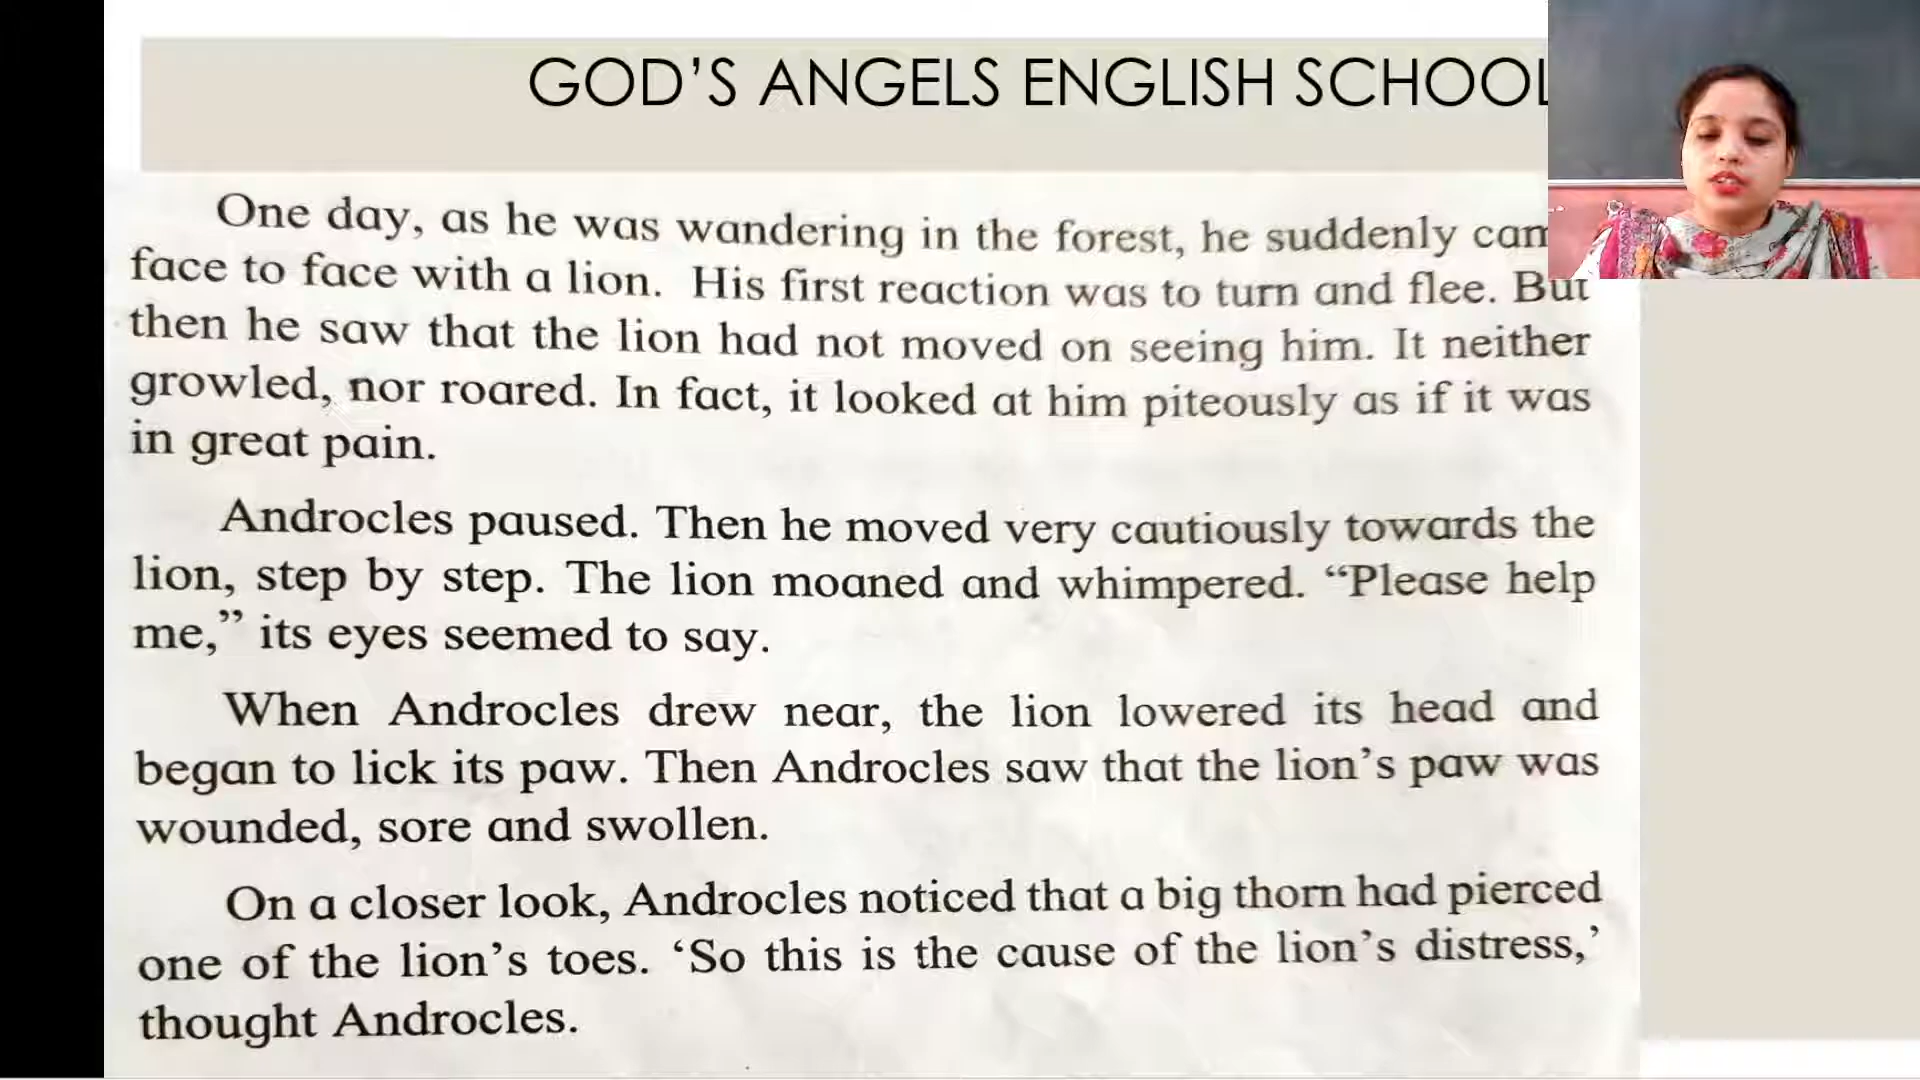 GOD’S ANGELS ENGLISH SCHOOL
One day, as he was wandering in the forest, he suddenly
face to face with a lion. His first reaction was to turn and flee. But
then he saw that the lion had not moved on seeing him. It neither
growled, nor roared. In fact, it looked at him piteously as if it was
in great pain.
Androcles paused. Then he moved very cautiously towards the
lion, step by step. The lion moaned and whimpered. “Please help
me,” its eyes seemed to say.
When Androcles drew near, the lion lowered its head and
began to lick its paw. Then Androcles saw that the lion’s paw was
wounded, sore and swollen.
On a closer look, Androcles noticed that a big thorn had pierced
one of the lion’s toes. ‘So this is the cause of the lion’s distress,’
thought Androcles.